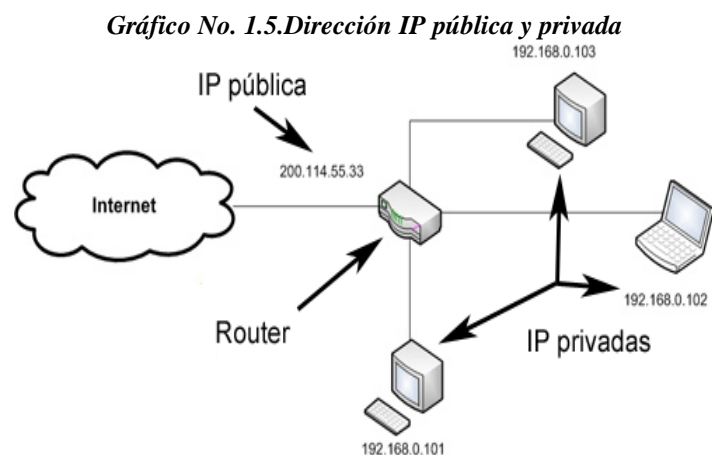 Gráfico No. 1.5.Dirección IP pública y privada
192.168.0.103
IP pública
200.114.55.33
Internet
192.168.0.102
Router
IP privadas
192.168.0.101